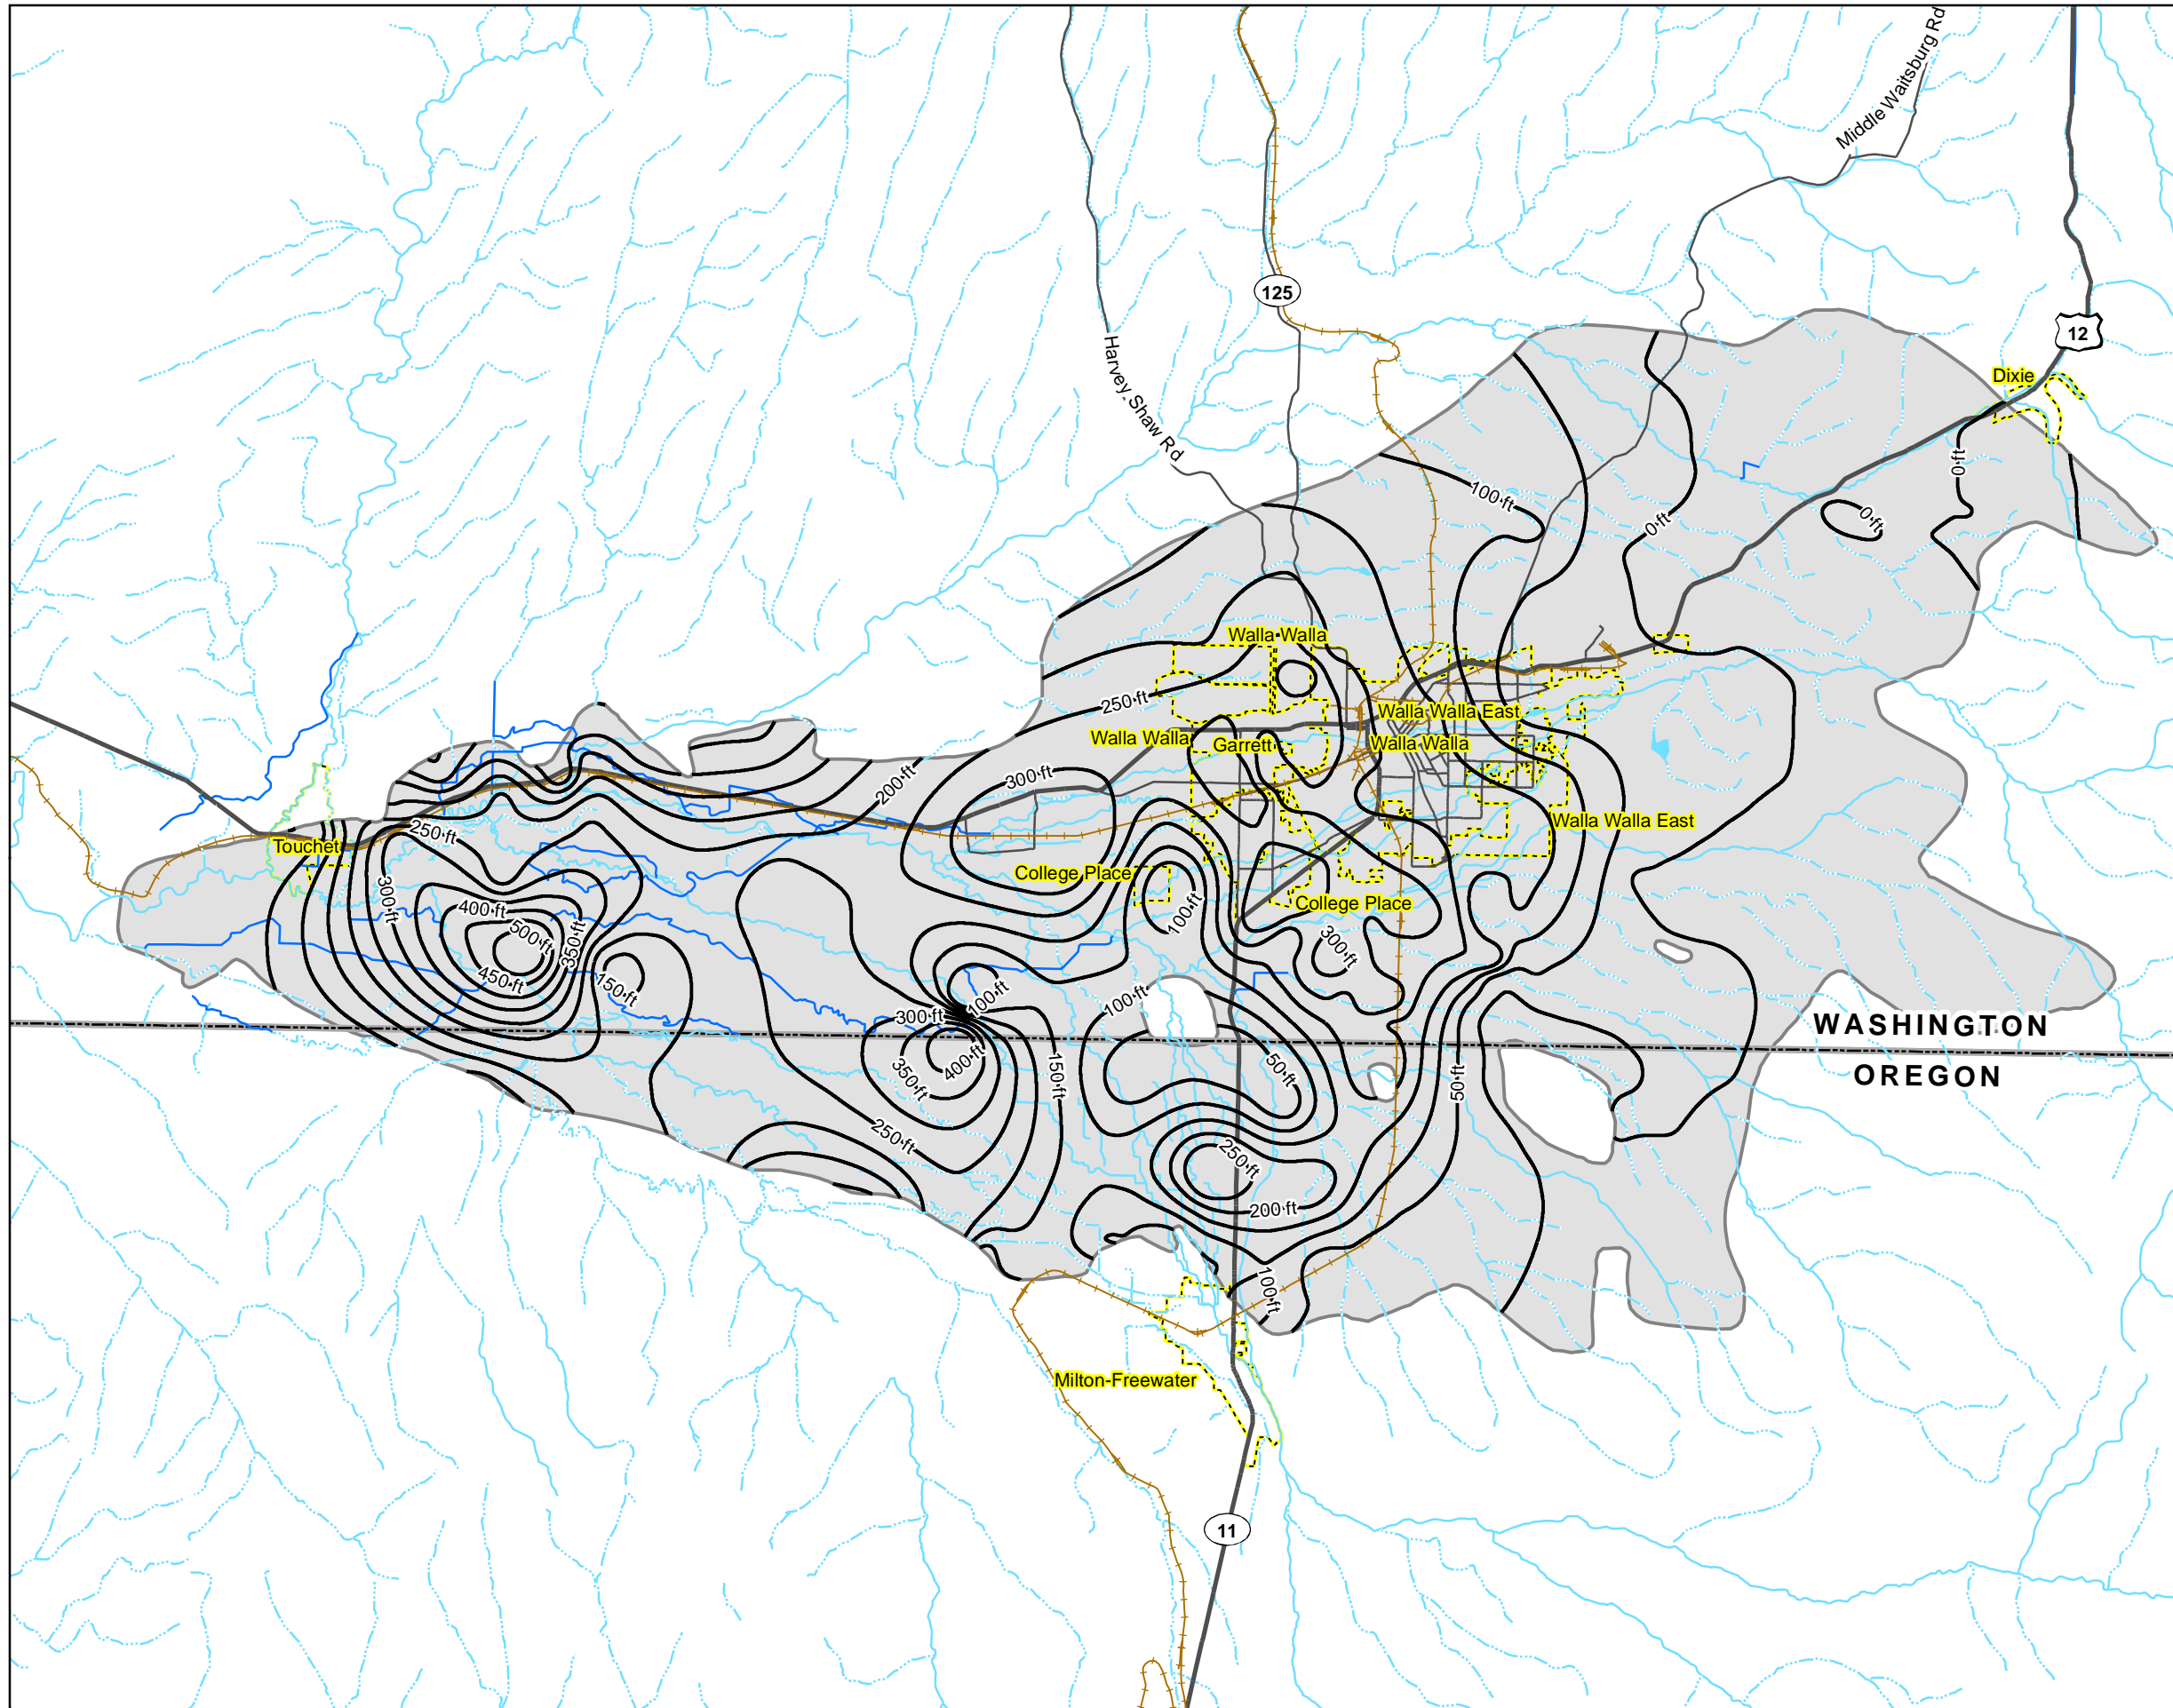 Middle Waitsburg Rd
125
12
Harvey Shaw Rd
Dixie
0 ft
100 ft
0 ft
0 ft
Walla Walla
250 ft
Walla Walla East
Walla Walla
Garrett
Walla Walla
300 ft
200 ft
Walla Walla East
250 ft
Touchet
College Place
300 ft
College Place
400 ft
100 ft
500 ft
350 ft
300 ft
450 ft
150 ft
100 ft
100 ft
300 ft
WASHINGTON
OREGON
400 ft
350 ft
150 ft
50 ft
50 ft
250 ft
250 ft
200 ft
100 ft
Milton-Freewater
11